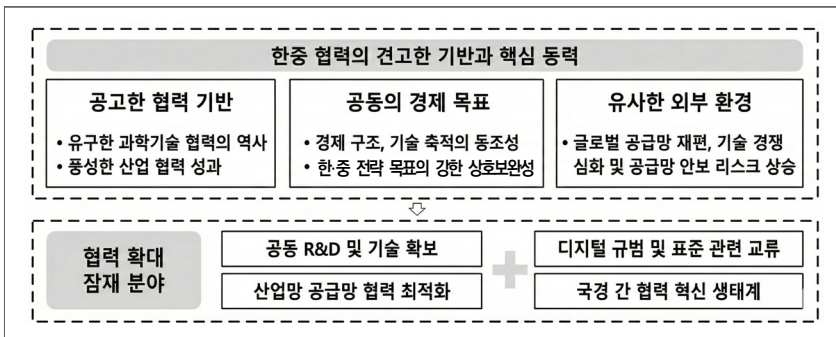 한중 협력의 견고한 기반과 핵심 동력
공고한 협력 기반
• 유구한 과학기술 협력의 역사
• 풍성한 산업 협력 성과
공동의 경제 목표
• 경제 구조, 기술 축적의 동조성
• 한·중 전략 목표의 강한 상호보완성
유사한 외부 환경
• 글로벌 공급망 재편, 기술 경쟁
심화 및 공급망 안보 리스크 상승
협력 확대
잠재 분야
공동 R&D 및 기술 확보
산업망 공급망 협력 최적화
디지털 규범 및 표준 관련 교류
국경 간 협력 혁신 생태계